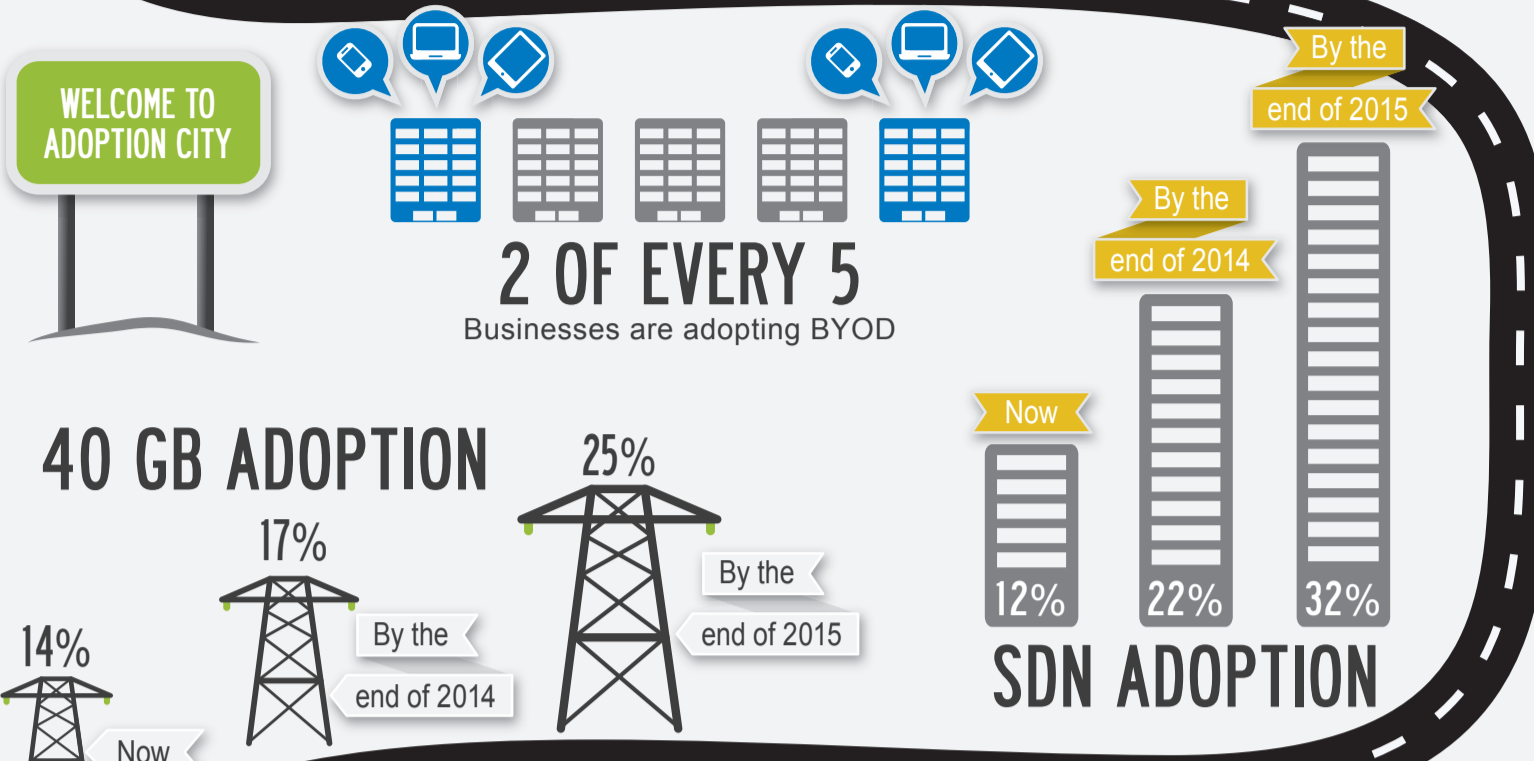 WELCOME TO
ADOPTION CITY
2 OF EVERY 5
Businesses are adopting BYOD
40 GB ADOPTION
14%
Now
17%
By the
end of 2014
25%
By the
end of 2015
Now
12%
By the
end of 2014
22%
By the
end of 2015
32%
SDN ADOPTION